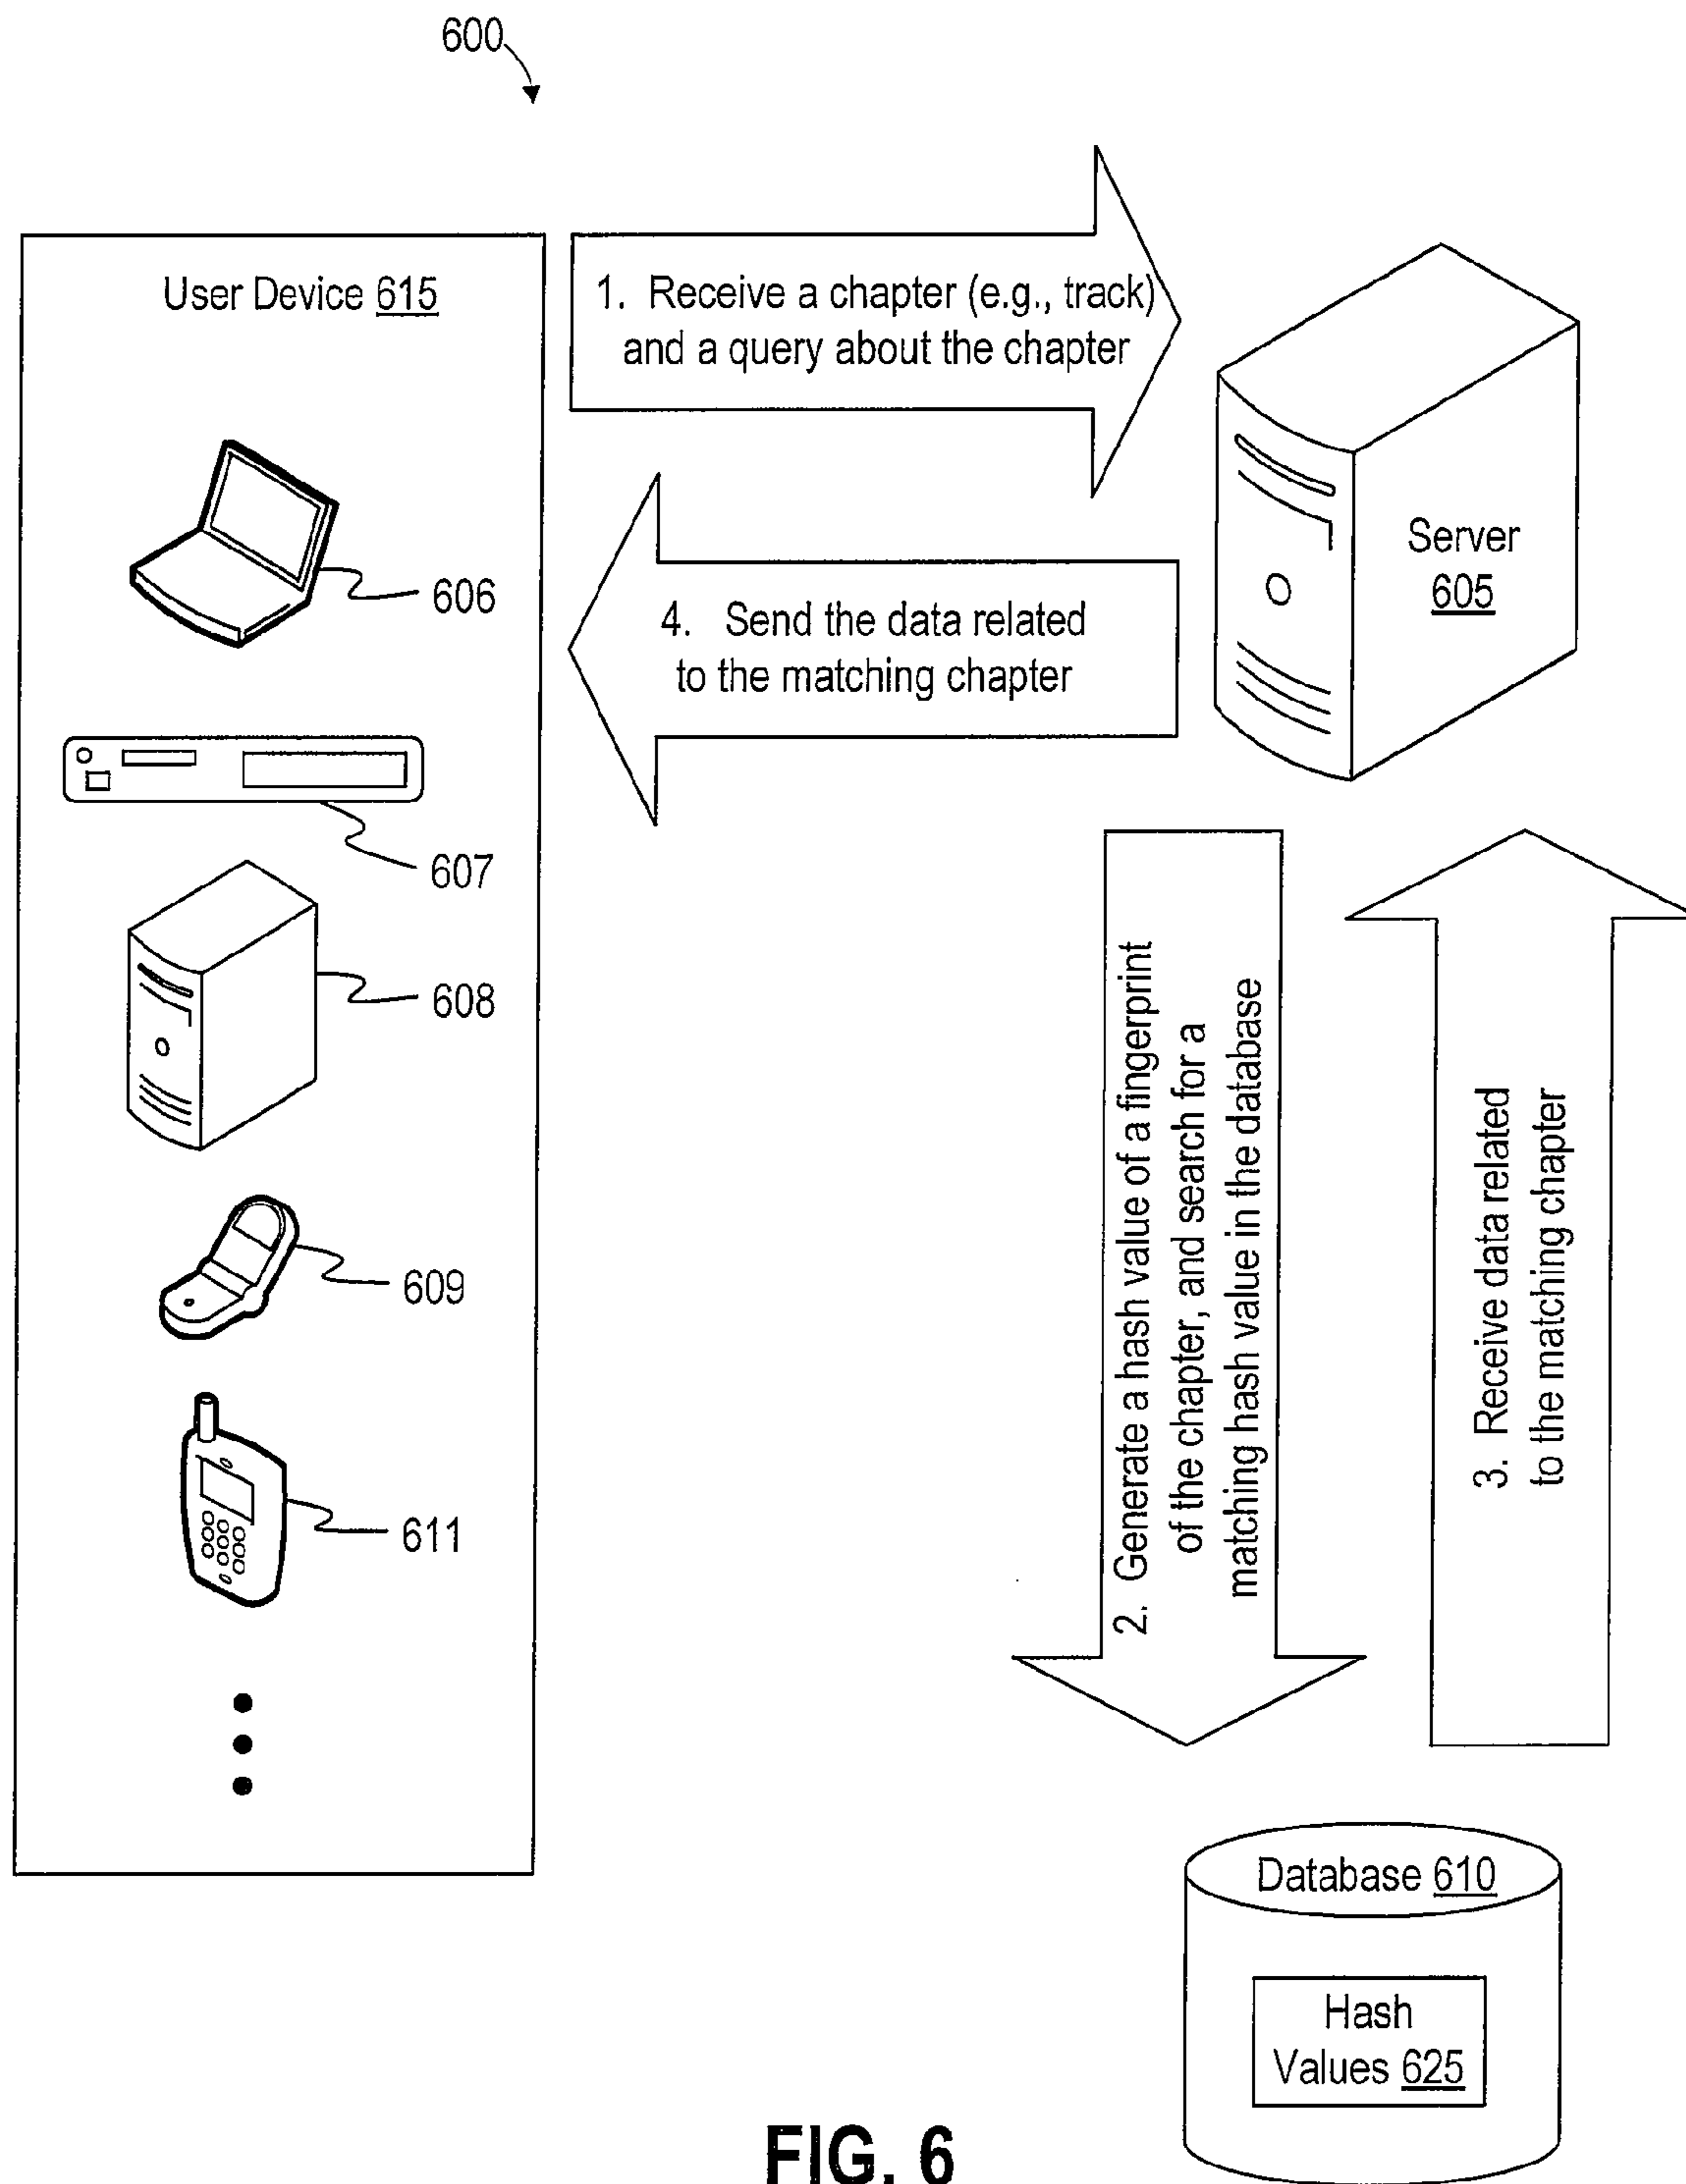 600
User Device 615
1. Receive a chapter (e.g., track)
and a query about the chapter
Server
605
606
4. Send the data related
to the matching chapter
607
608
609
611
2. Generate a hash value of a fingerprint
of the chapter, and search for a
matching hash value in the database
3. Receive data related
to the matching chapter
Database 610
Hash
Values 625
FIG. 6